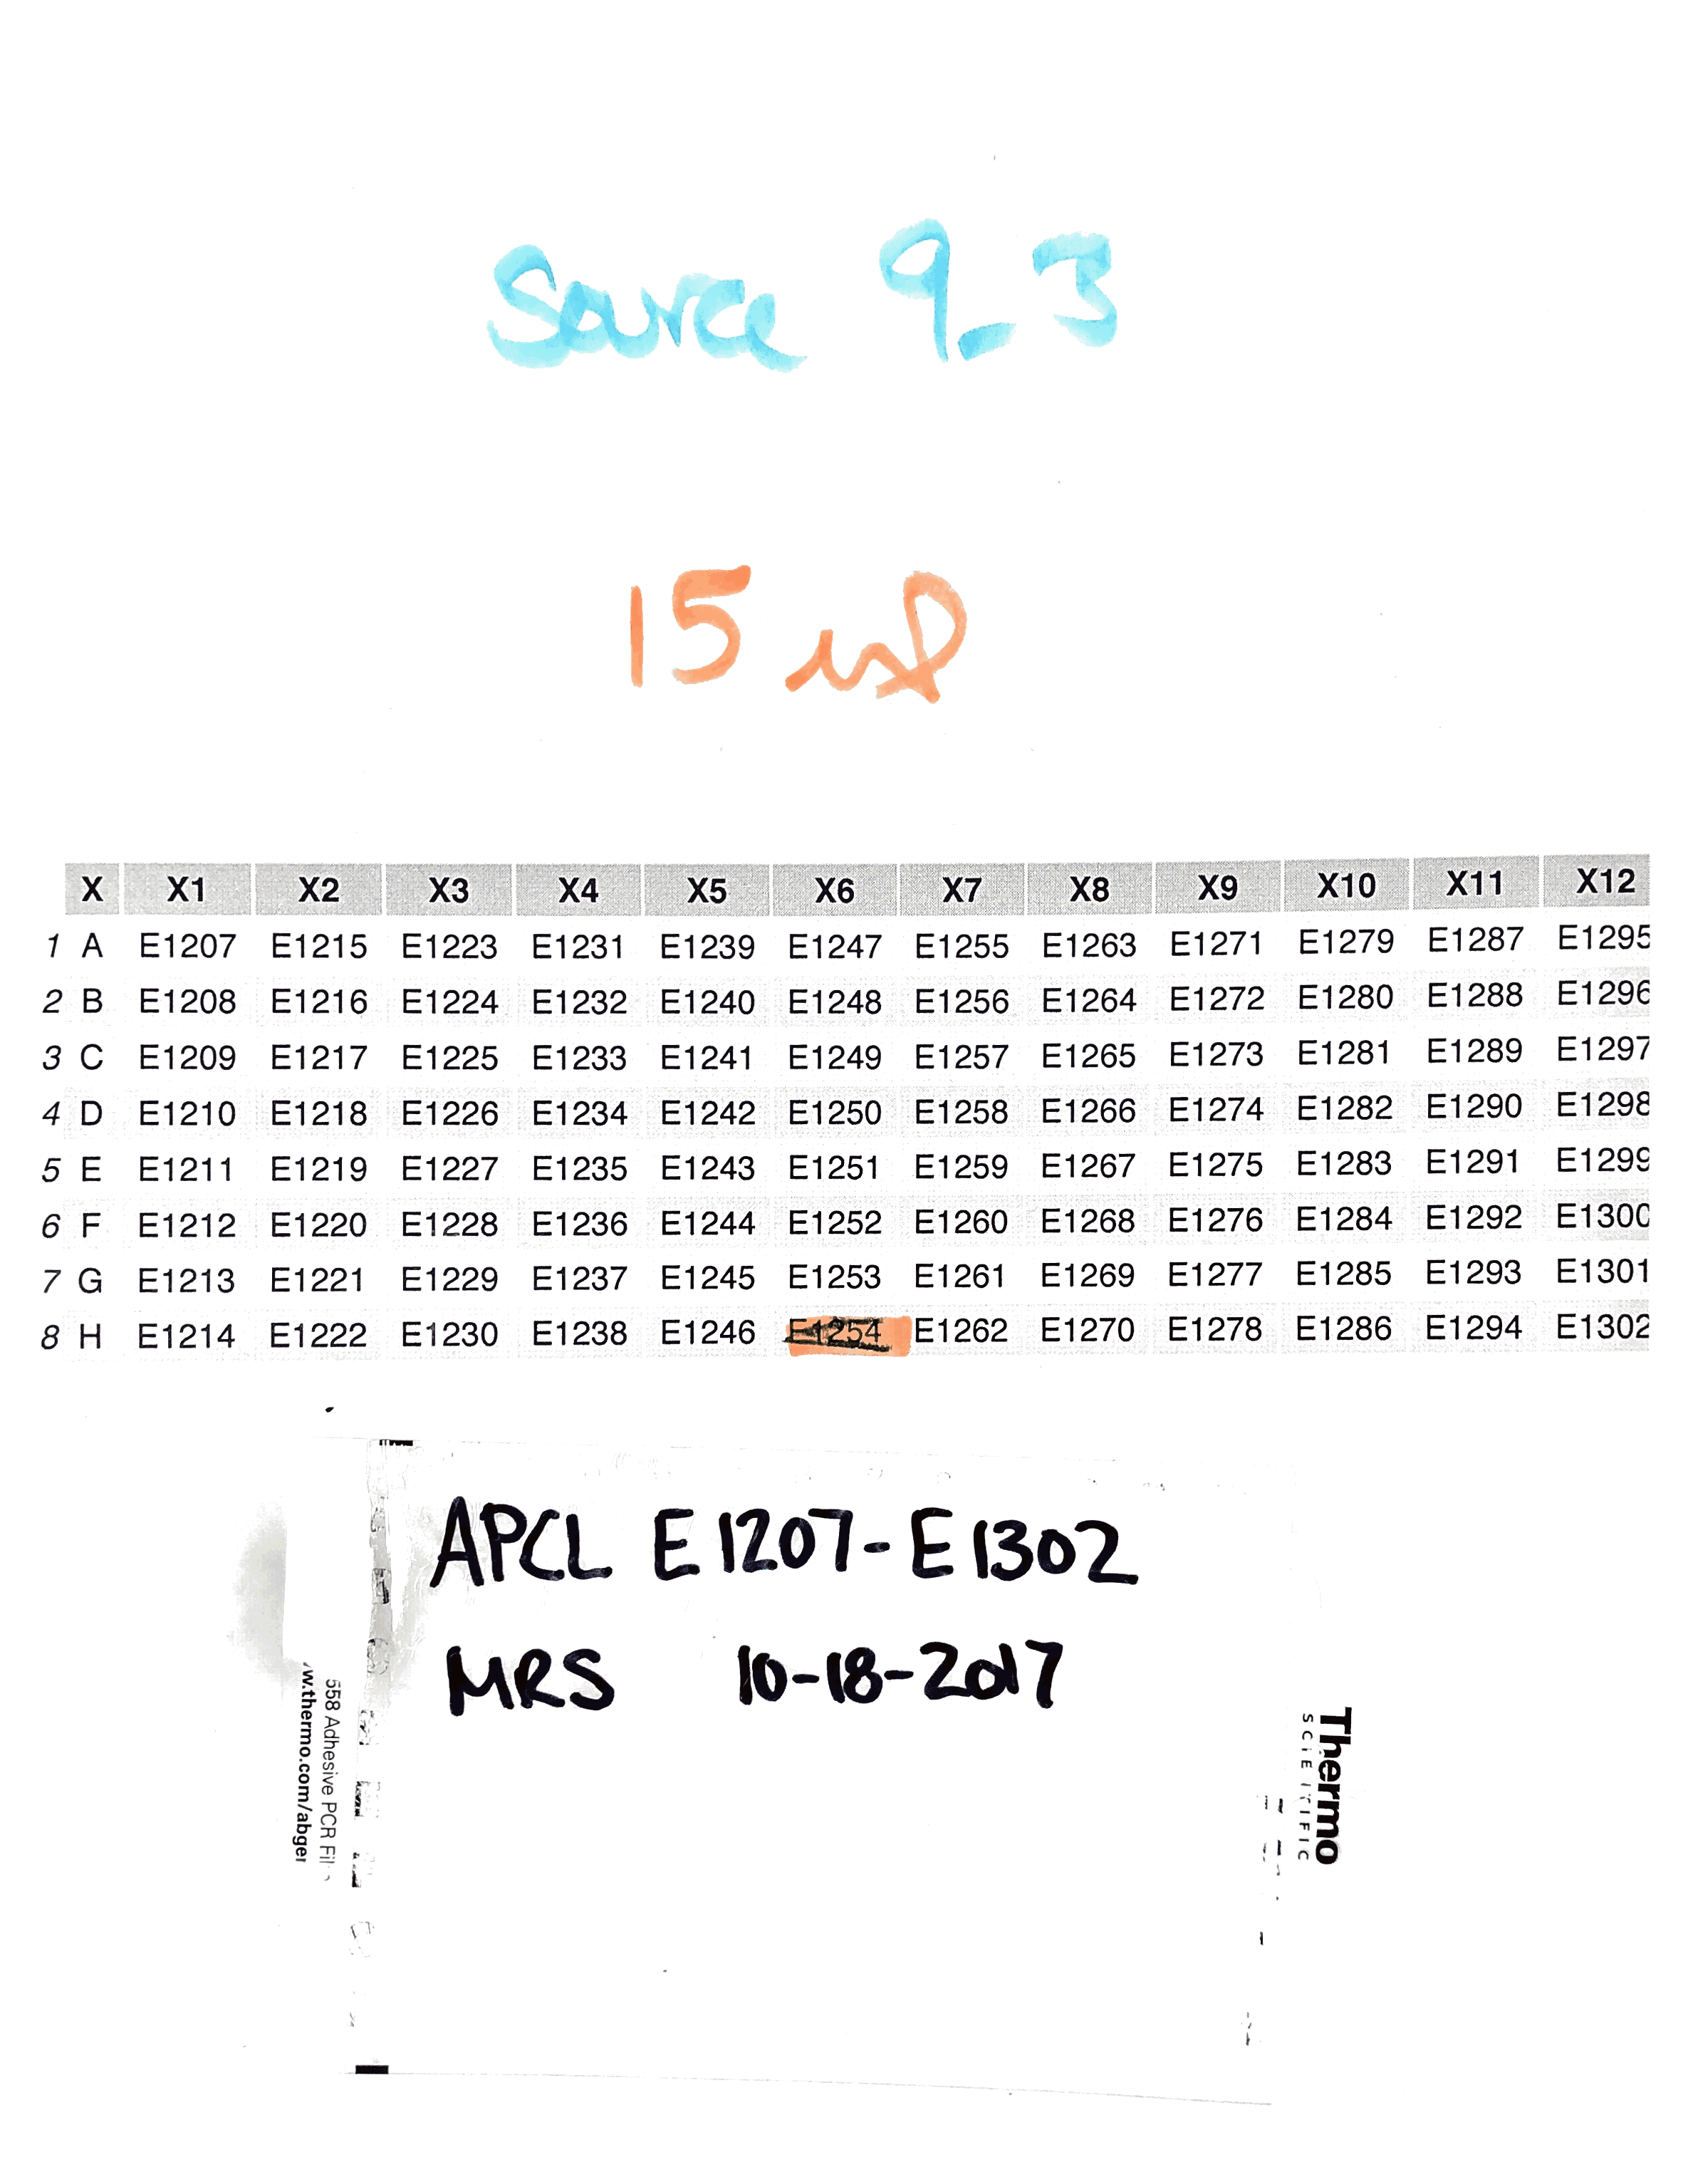 Source 9_3
15 ul
X X1 X2 X3 X4 X5 X6 X7 X8 X9 X10 X11 X12
1 A E1207 E1215 E1223 E1231 E1239 E1247 E1255 E1263 E1271 E1279 E1287 E1295
2 B E1208 E1216 E1224 E1232 E1240 E1248 E1256 E1264 E1272 E1280 E1288 E1296
3 C E1209 E1217 E1225 E1233 E1241 E1249 E1257 E1265 E1273 E1281 E1289 E1297
4 D E1210 E1218 E1226 E1234 E1242 E1250 E1258 E1266 E1274 E1282 E1290 E1298
5 E E1211 E1219 E1227 E1235 E1243 E1251 E1259 E1267 E1275 E1283 E1291 E1299
6 F E1212 E1220 E1228 E1236 E1244 E1252 E1260 E1268 E1276 E1284 E1292 E1300
7 G E1213 E1221 E1229 E1237 E1245 E1253 E1261 E1269 E1277 E1285 E1293 E1301
8 H E1214 E1222 E1230 E1238 E1246 E1254 E1262 E1270 E1278 E1286 E1294 E1302
APCL E1207-E1302
MRS 10-18-2017
558 Adhesive PCR Fil
w.thermo.com/abge
Thermo
SCIENTIFIC